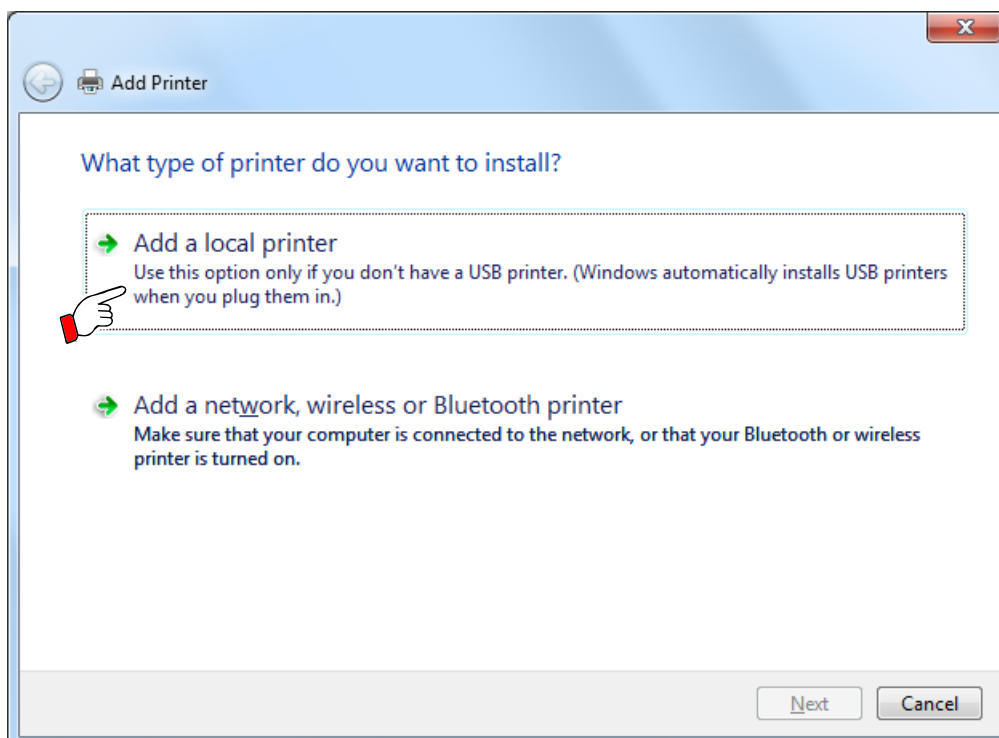 Add Printer
What type of printer do you want to install?
Add a local printer
Use this option only if you don't have a USB printer. (Windows automatically installs USB printers
when you plug them in.)
Add a network, wireless or Bluetooth printer
Make sure that your computer is connected to the network, or that your Bluetooth or wireless
printer is turned on.
Next
Cancel